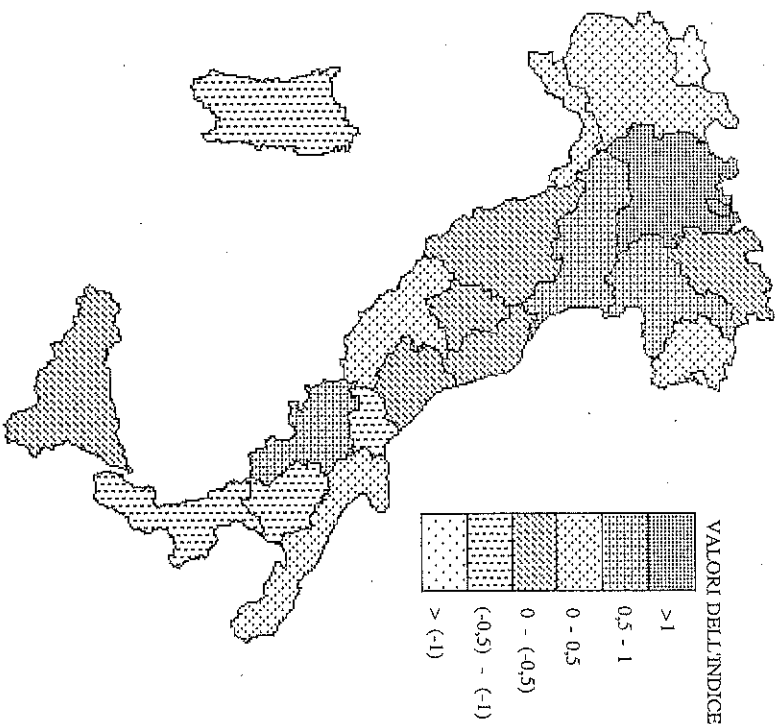 VALORI DELL'INDICE
>1
0,5 - 1
0 - 0,5
0 - (-0,5)
(-0,5) - (-1)
> (-1)